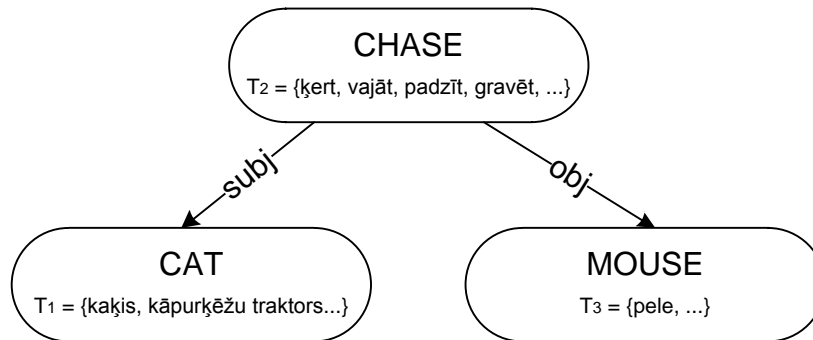 CHASE
T2 = {ķert, vajāt, padzīt, gravēt, ...}
subj
obj
CAT
T1 = {kaķis, kāpurķēžu traktors...}
MOUSE
T3 = {pele, ...}